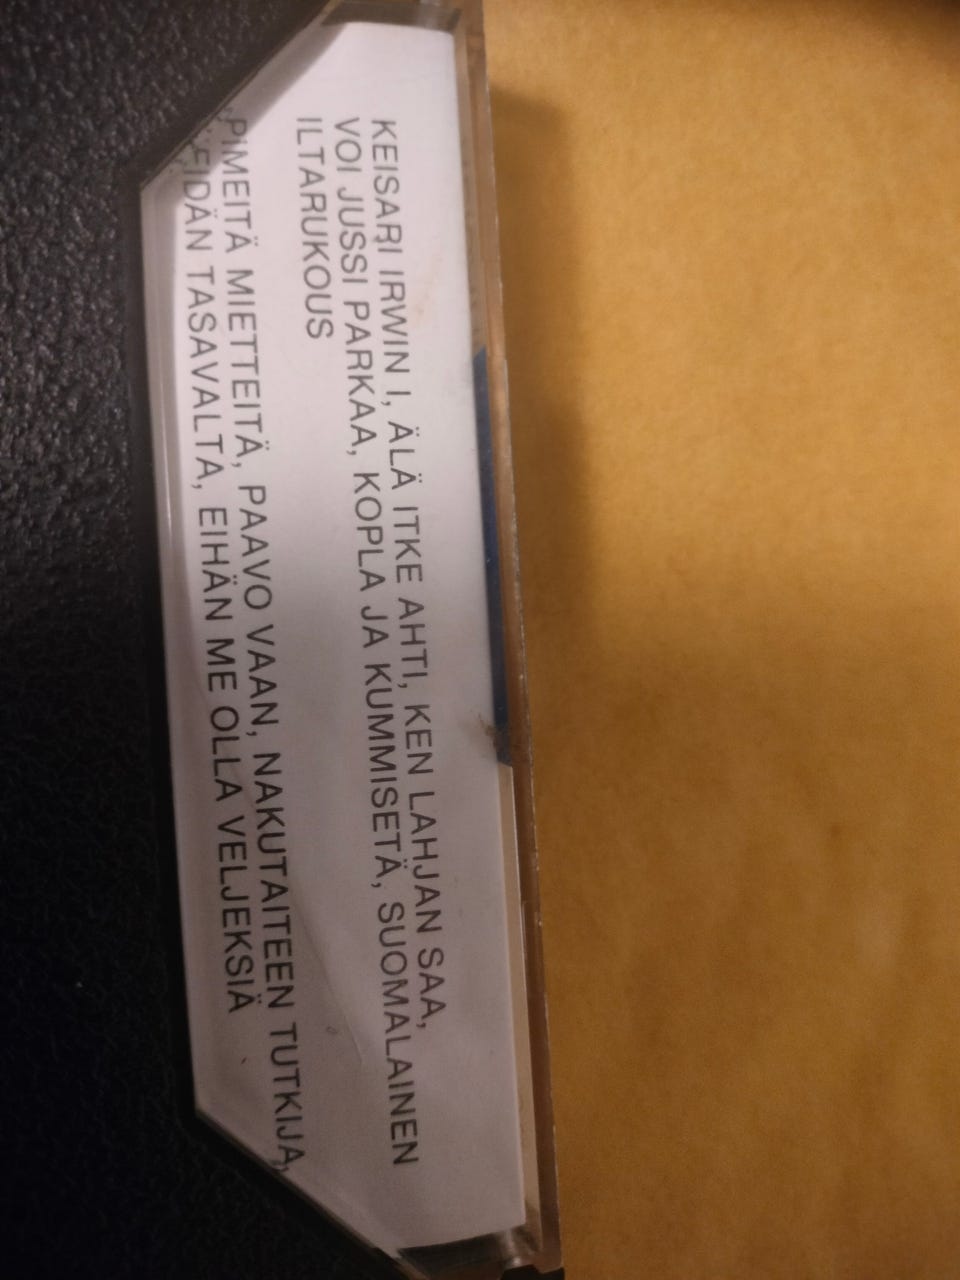 KEISARI IRWIN I, ÄLÄ ITKE AHTI, KEN LAHJAN SAA,
VOI JUSSI PARKAA, KOPLA JA KUMMISETÄ, SUOMALAINEN
ILTARUKOUS
PIMEITÄ MIETTEITÄ, PAAVO VAAN, NAKUTAITEEN TUTKIJA,
TASAVALTA, EIHÄN ME OLLA VELJEKSIÄ